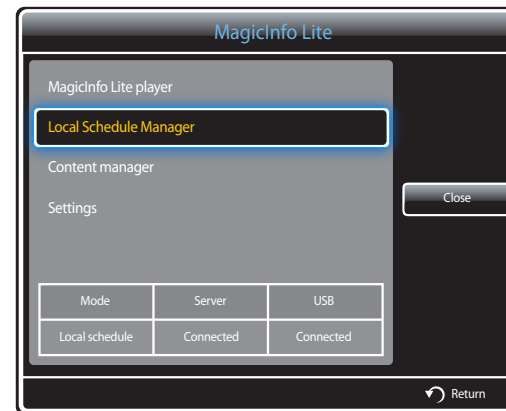 MagicInfo Lite
MagicInfo Lite player
Local Schedule Manager
Content manager
Settings
Close
Mode Server USB
Local schedule Connected Connected
Return